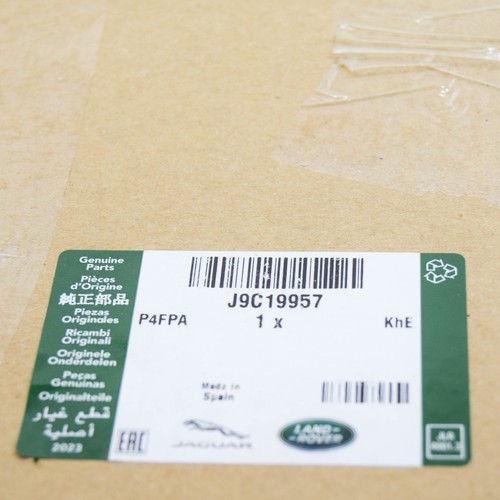 Genuine
Parts
Pièces
d'Origine
純正部品
Piezas
Originales
Ricambi
Originali
Originele
Onderdelen
Peças
Genuínas
Originalteile
قطع غيار
أصلية
2023
J9C19957
P4FPA
1 x
KhE
Made in
Spain
EAC
JAGUAR
LAND-
ROVER
JLR